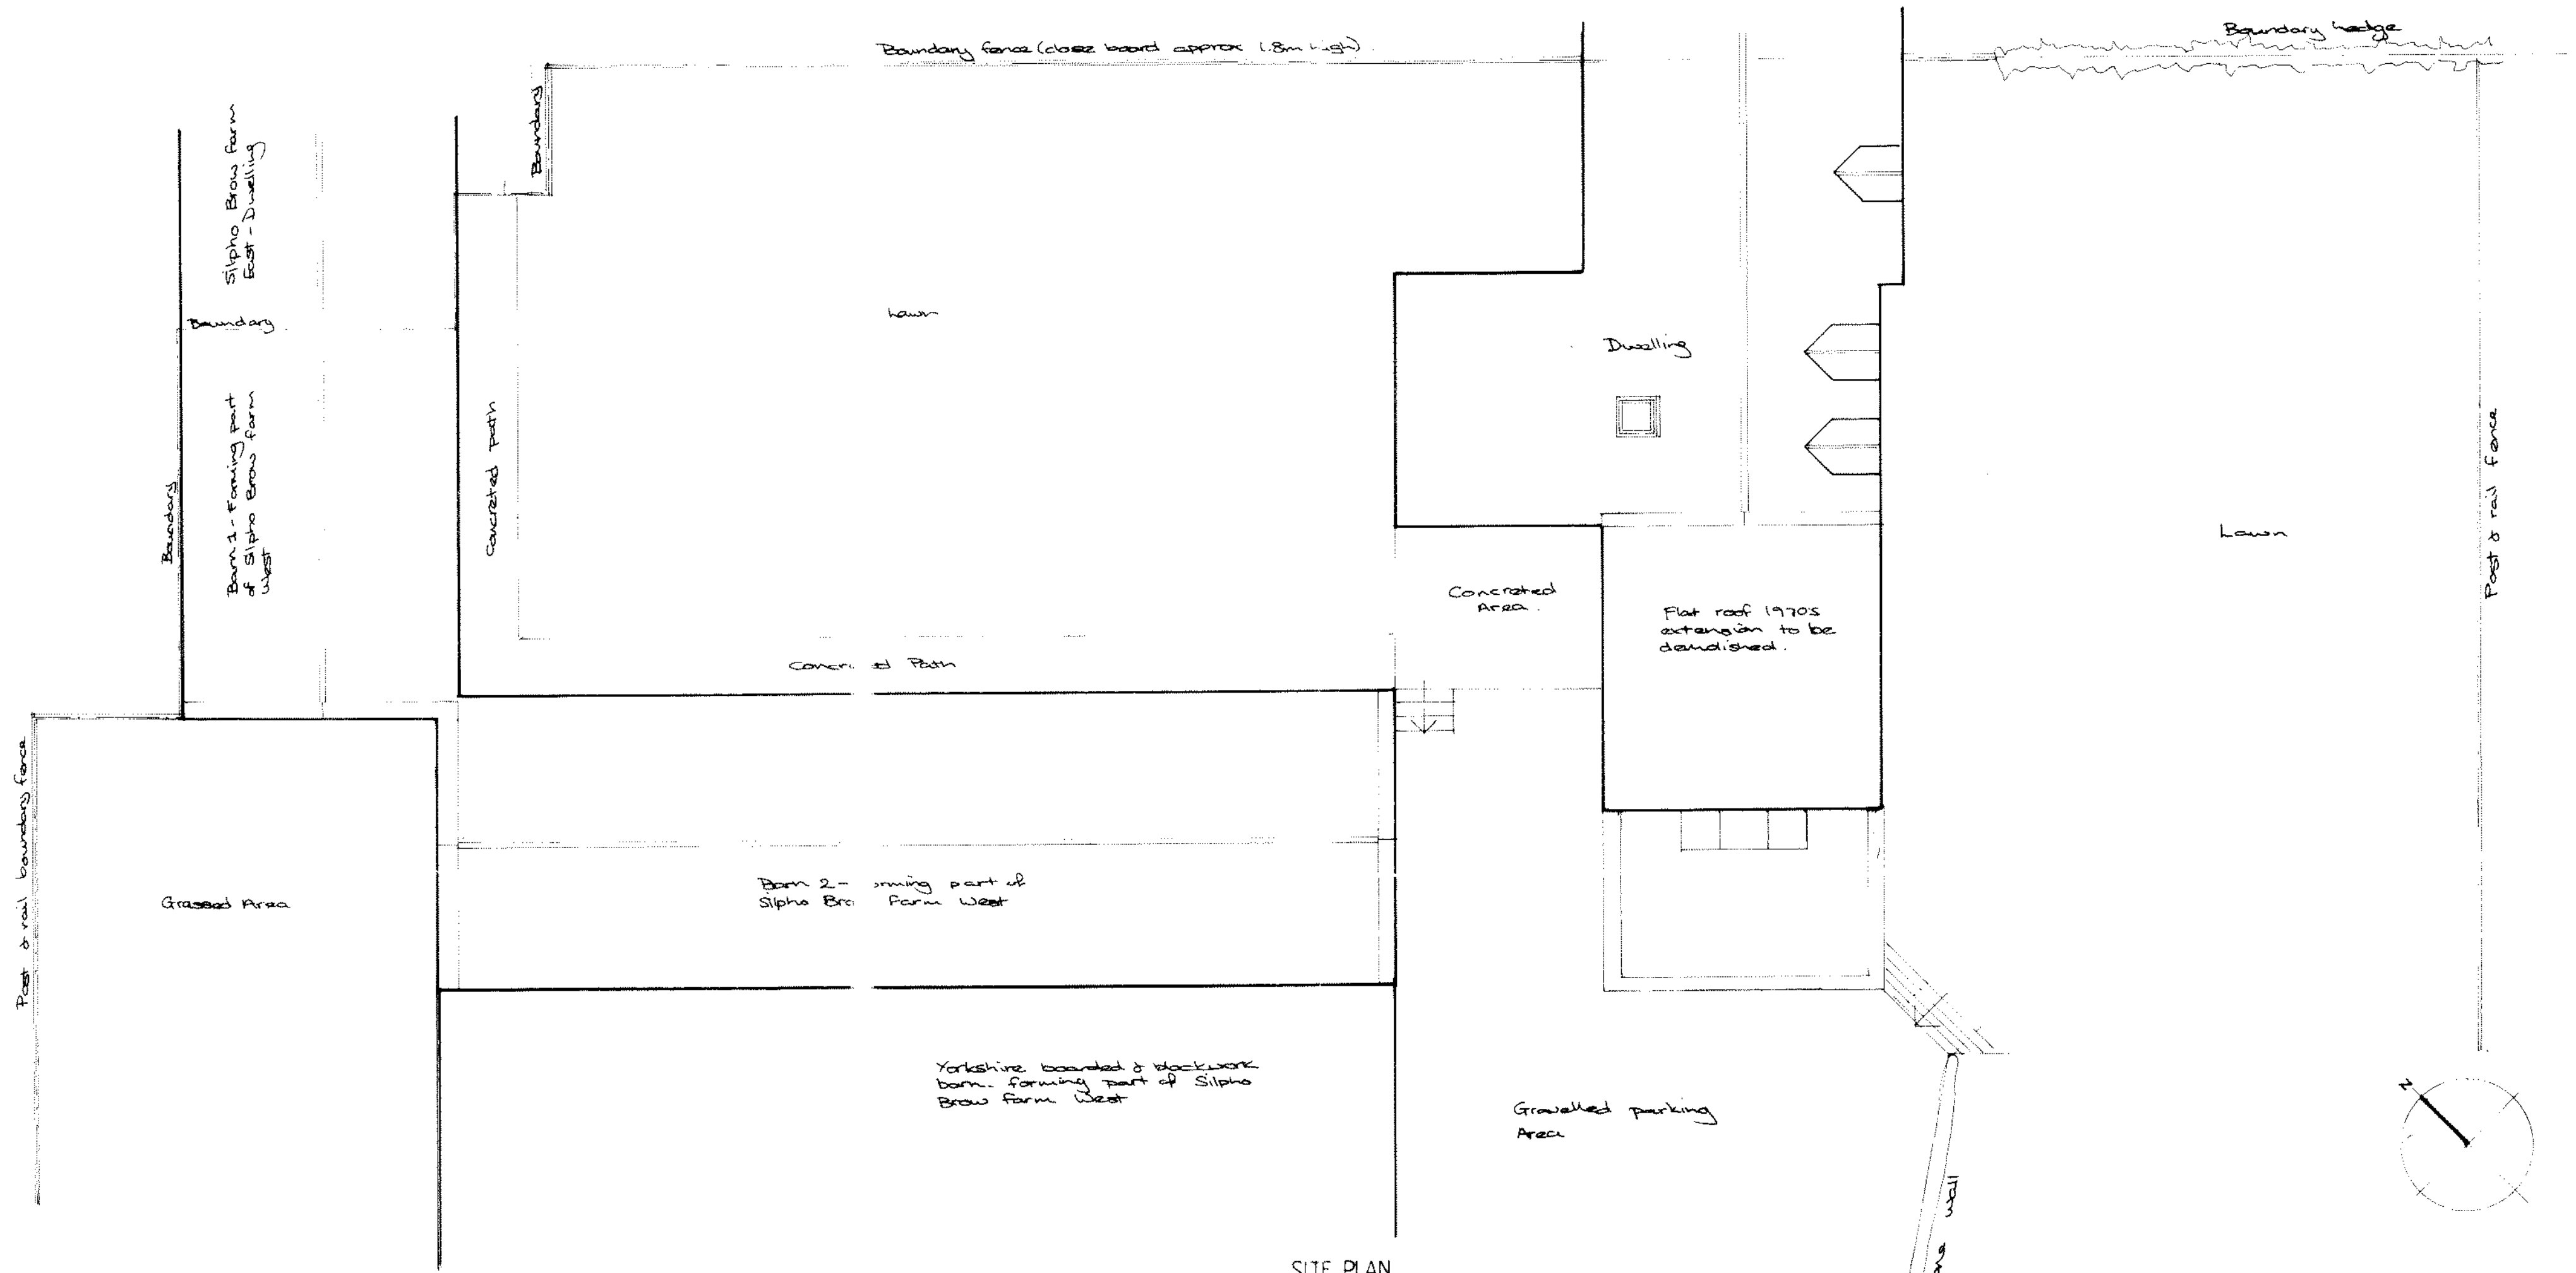 Boundary fence (close board approx 1.8m high).
Boundary hedge
Boundary
Silpho Brow farm
East - Dwelling
Boundary
Lawn
Dwelling
Barn 1 - Forming part
of Silpho Brow farm
West
Boundary
Concreted path
Post & rail fence
Lawn
Concreted
Area.
Flat roof 1970's
extension to be
demolished.
Path
Post & rail boundary fence
Grassed Area
Barn 2 - part of
Silpho Farm West
Yorkshire boarded & blockwork
barn. forming part of Silpho
Brow farm West
Gravelled parking
Area
N
wall
SITE PLAN